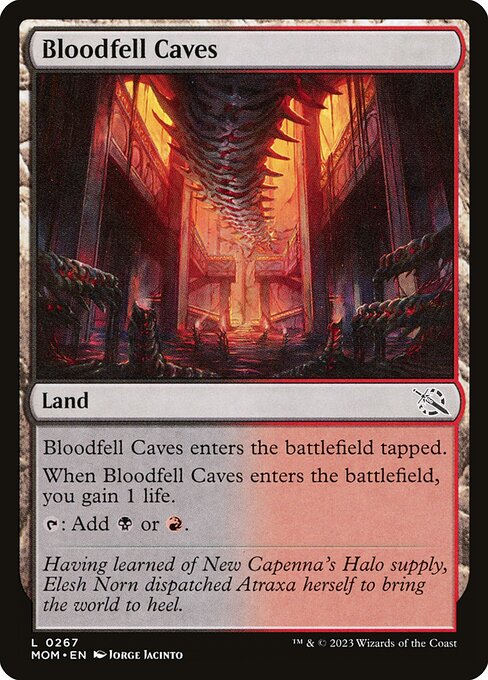 Bloodfell Caves
Land
Bloodfell Caves enters the battlefield tapped.
When Bloodfell Caves enters the battlefield,
you gain 1 life.
: Add or .
Having learned of New Capenna's Halo supply,
Elesh Norn dispatched Atraxa herself to bring
the world to heel.
L 0267
MOM • EN Jorge Jacinto
™ & © 2023 Wizards of the Coast